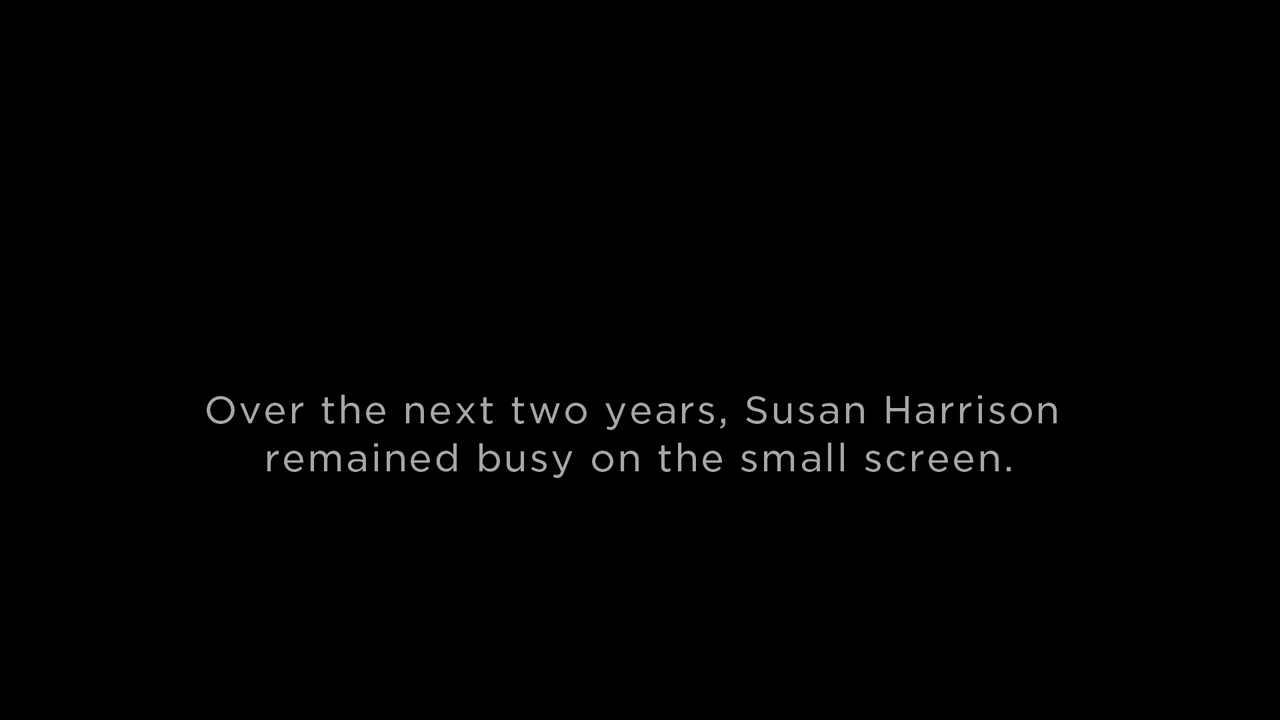 Over the next two years, Susan Harrison
remained busy on the small screen.